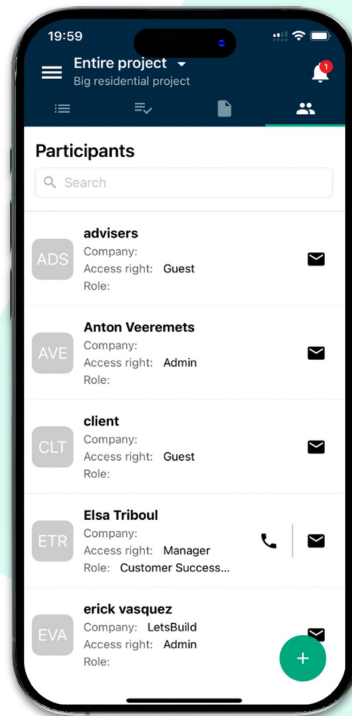 19:59
Entire project
1
Big residential project
Participants
Search
advisers
ADS
Company:
Access right: Guest
Role:
Anton Veeremets
AVE
Company:
Access right: Admin
Role:
client
CLT
Company:
Access right: Guest
Role:
Elsa Triboul
ETR
Company:
Access right: Manager
Role: Customer Success...
erick vasquez
EVA
Company: LetsBuild
Access right: Admin
Role:
+